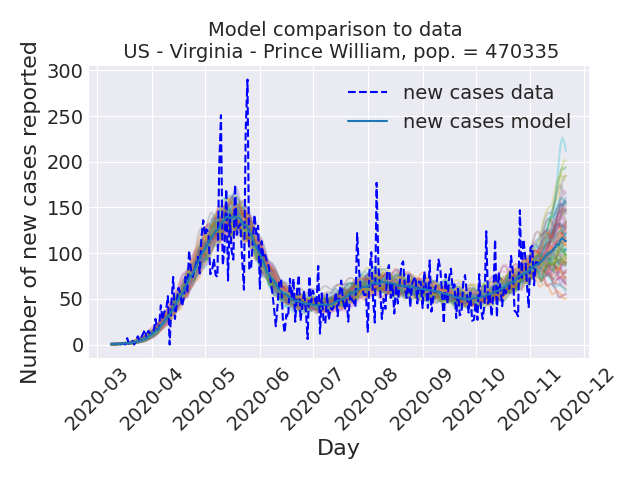 Model comparison to data
US - Virginia - Prince William, pop. = 470335
Number of new cases reported
300
250
200
150
100
50
0
new cases data
new cases model
2020-03
2020-04
2020-05
2020-06
2020-07
2020-08
2020-09
2020-10
2020-11
2020-12
Day